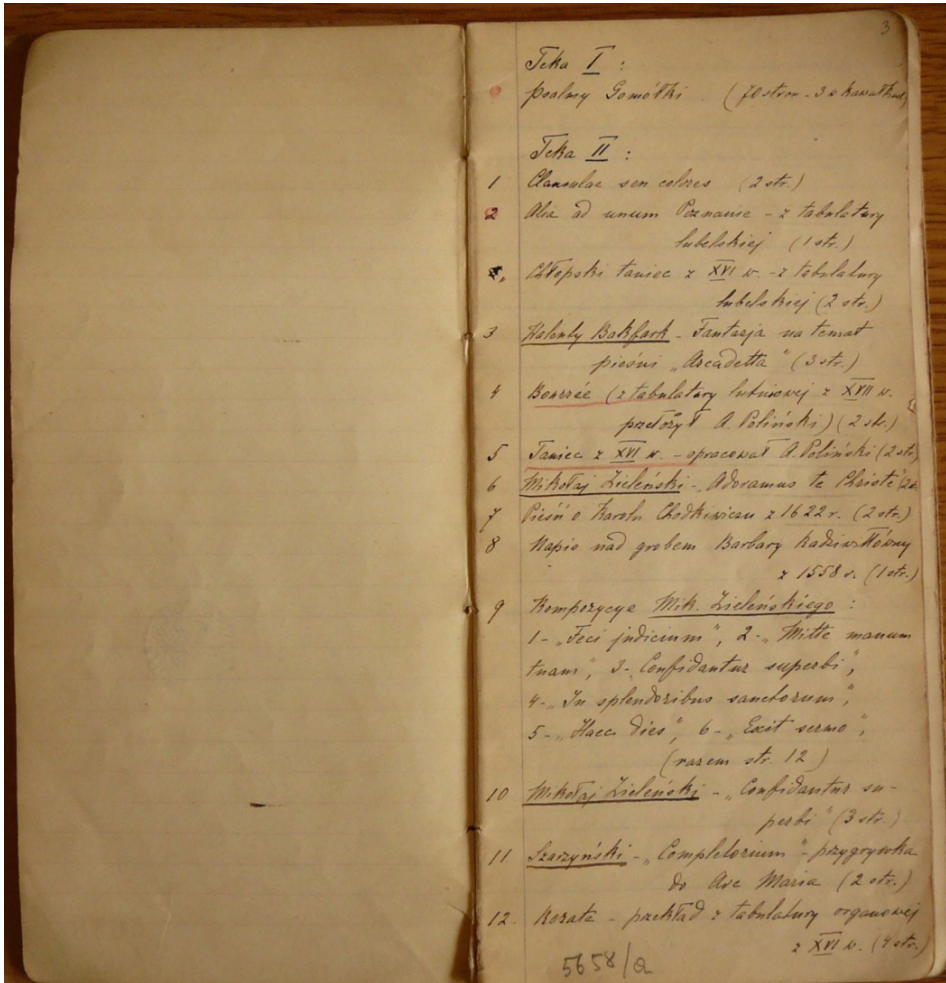 3
Teka I :
Psalmy Gomółki (70 stron - 3 w kawałkach)
Teka II :
1 Clausulae seu colores (2 str.)
2 Alia ad unum Poznanie - z tabulatury
lubelskiej (1 str.)
Chłopski taniec z XVI w. - z tabulatury
lubelskiej (2 str.)
3 Walenty Bakfark - Fantazja na temat
pieśni „Arcadetta" (3 str.)
4 Bourrée (z tabulatury lutniowej z XVII w.
przełożył A. Poliński) (2 str.)
5 Taniec z XVI w. - opracował A. Poliński (2 str)
6 Mikołaj Zieleński - „Adoramus te Christe" (2
7 Pieśń o Karolu Chodkiewiczu z 1622 r. (2 str.)
8 Napis nad grobem Barbary Radziwiłłówny
z 1558 r. (1 str.)
9 Kompozycye Mik. Zieleńskiego :
1 - „Feci judicium", 2 - „Mitte manum
tuam", 3 - „Confidantur superbi",
4 - „In splendoribus sanctorum",
5 - „Haec dies", 6 - „Exit sermo",
(razem str. 12)
10 Mikołaj Zieleński - „Confidantur su-
perbi" (3 str.)
11 Szarzyński - „Completorium" - przygrywka
do Ave Maria (2 str.)
12. Rorate - przekład z tabulatury organowej
z XVI w. (4 str.)
5658/a